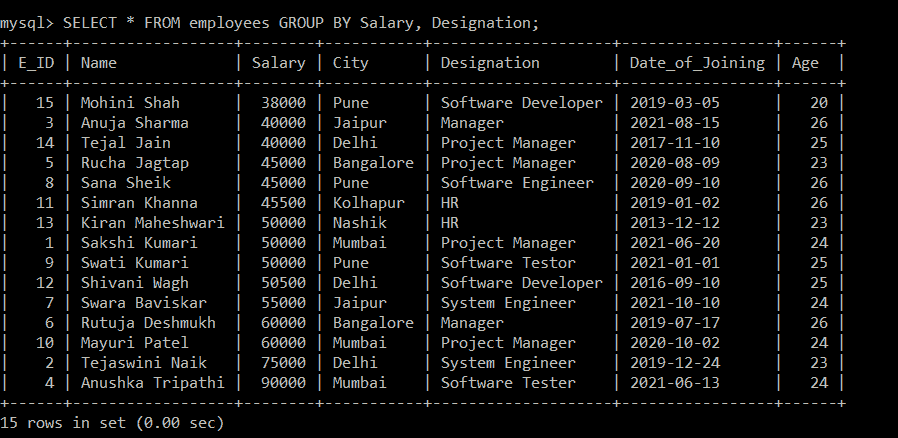 mysql> SELECT * FROM employees GROUP BY Salary, Designation;
+------+------------------+--------+-----------+--------------------+-----------------+------+
| E_ID | Name             | Salary | City      | Designation        | Date_of_Joining | Age  |
+------+------------------+--------+-----------+--------------------+-----------------+------+
|   15 | Mohini Shah      |  38000 | Pune      | Software Developer | 2019-03-05      |   20 |
|    3 | Anuja Sharma     |  40000 | Jaipur    | Manager            | 2021-08-15      |   26 |
|   14 | Tejal Jain       |  40000 | Delhi     | Project Manager    | 2017-11-10      |   25 |
|    5 | Rucha Jagtap     |  45000 | Bangalore | Project Manager    | 2020-08-09      |   23 |
|    8 | Sana Sheik       |  45000 | Pune      | Software Engineer  | 2020-09-10      |   26 |
|   11 | Simran Khanna    |  45500 | Kolhapur  | HR                 | 2019-01-02      |   26 |
|   13 | Kiran Maheshwari |  50000 | Nashik    | HR                 | 2013-12-12      |   23 |
|    1 | Sakshi Kumari    |  50000 | Mumbai    | Project Manager    | 2021-06-20      |   24 |
|    9 | Swati Kumari     |  50000 | Pune      | Software Testor    | 2021-01-01      |   25 |
|   12 | Shivani Wagh     |  50500 | Delhi     | Software Developer | 2016-09-10      |   25 |
|    7 | Swara Baviskar   |  55000 | Jaipur    | System Engineer    | 2021-10-10      |   24 |
|    6 | Rutuja Deshmukh  |  60000 | Bangalore | Manager            | 2019-07-17      |   26 |
|   10 | Mayuri Patel     |  60000 | Mumbai    | Project Manager    | 2020-10-02      |   24 |
|    2 | Tejaswini Naik   |  75000 | Delhi     | System Engineer    | 2019-12-24      |   23 |
|    4 | Anushka Tripathi |  90000 | Mumbai    | Software Tester    | 2021-06-13      |   24 |
+------+------------------+--------+-----------+--------------------+-----------------+------+
15 rows in set (0.00 sec)